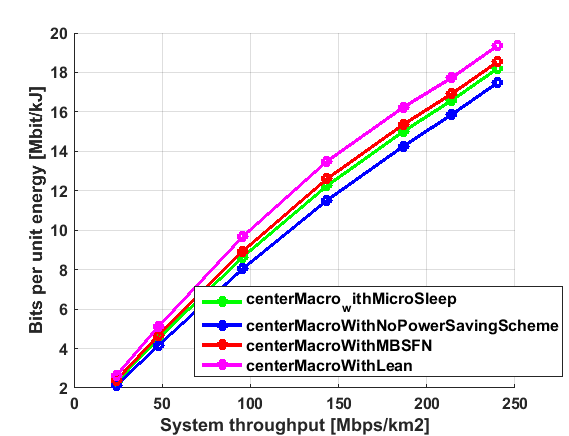 20
18
16
14
12
10
8
6
4
2
Bits per unit energy [Mbit/kJ]
centerMacrowithMicroSleep
centerMacroWithNoPowerSavingScheme
centerMacroWithMBSFN
centerMacroWithLean
0 50 100 150 200 250
System throughput [Mbps/km2]